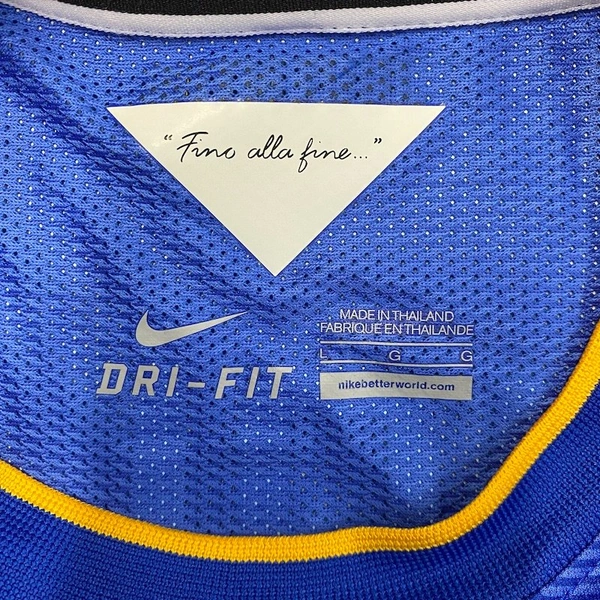 “Fino alla fine...”
MADE IN THAILAND
FABRIQUE EN THAILANDE
L G G
DRI-FIT
nikebetterworld.com